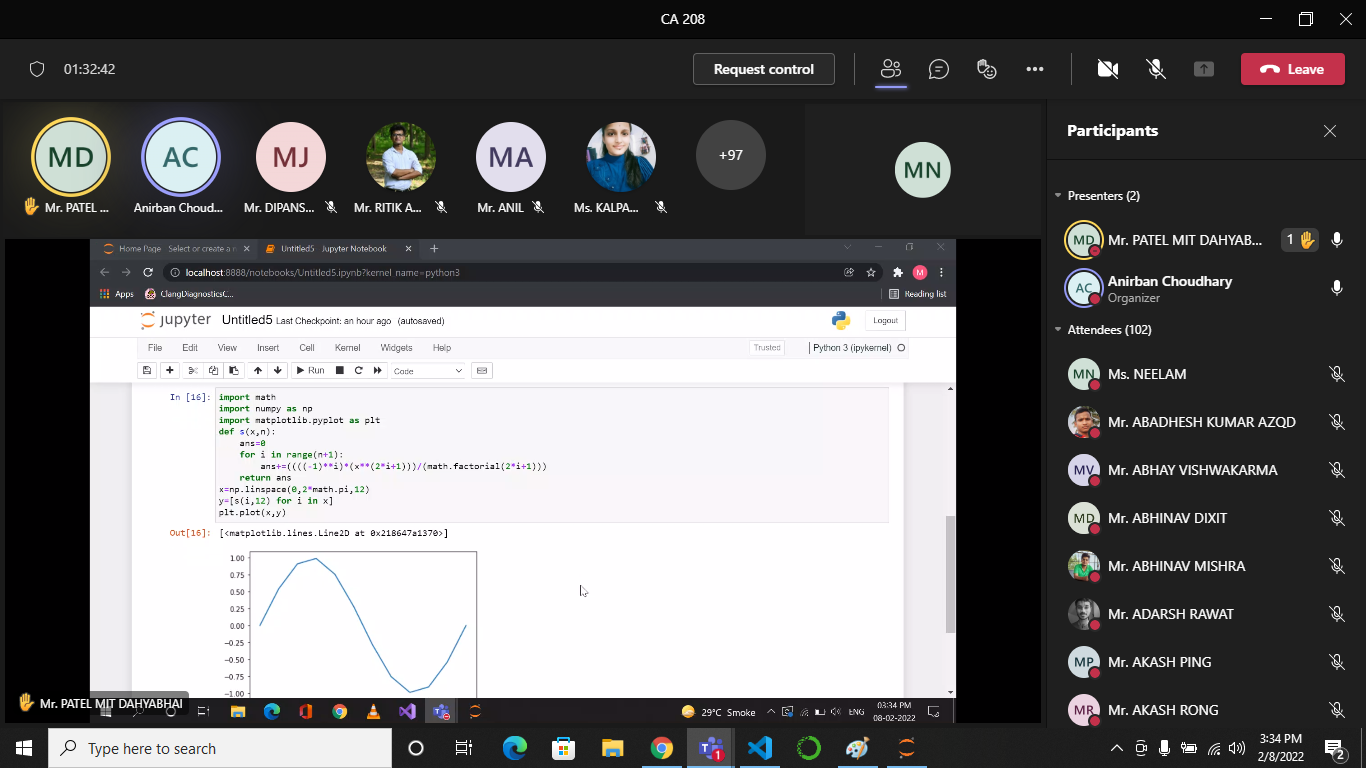 CA 208
01:32:42
Request control
Leave
MD
AC
MJ
MA
+97
MN
Mr. PATEL ...
Anirban Choud...
Mr. DIPANS...
Mr. RITIK A...
Mr. ANIL
Ms. KALPA...
Participants
Presenters (2)
MD
Mr. PATEL MIT DAHYAB...
1
AC
Anirban Choudhary
Organizer
Attendees (102)
MN
Ms. NEELAM
Mr. ABADHESH KUMAR AZQD
MV
Mr. ABHAY VISHWAKARMA
MD
Mr. ABHINAV DIXIT
Mr. ABHINAV MISHRA
Mr. ADARSH RAWAT
MP
Mr. AKASH PING
MR
Mr. AKASH RONG
Home Page - Select or create a n
Untitled5 - Jupyter Notebook
localhost:8888/notebooks/Untitled5.ipynb?kernel_name=python3
M
Apps
ClangDiagnosticsC...
Reading list
jupyter
Untitled5 Last Checkpoint: an hour ago (autosaved)
Logout
File Edit View Insert Cell Kernel Widgets Help
Trusted
Python 3 (ipykernel)
Run
Code
In [16]:
import math
import numpy as np
import matplotlib.pyplot as plt
def s(x,n):
    ans=0
    for i in range(n+1):
        ans+=((((-1)**i)*(x**(2*i+1)))/(math.factorial(2*i+1)))
    return ans
x=np.linspace(0,2*math.pi,12)
y=[s(i,12) for i in x]
plt.plot(x,y)
Out[16]: [<matplotlib.lines.Line2D at 0x218647a1370>]
1.00
0.75
0.50
0.25
0.00
−0.25
−0.50
−0.75
−1.00
Mr. PATEL MIT DAHYABHAI
29°C Smoke
ENG
03:34 PM
08-02-2022
Type here to search
1
3:34 PM
2/8/2022
2